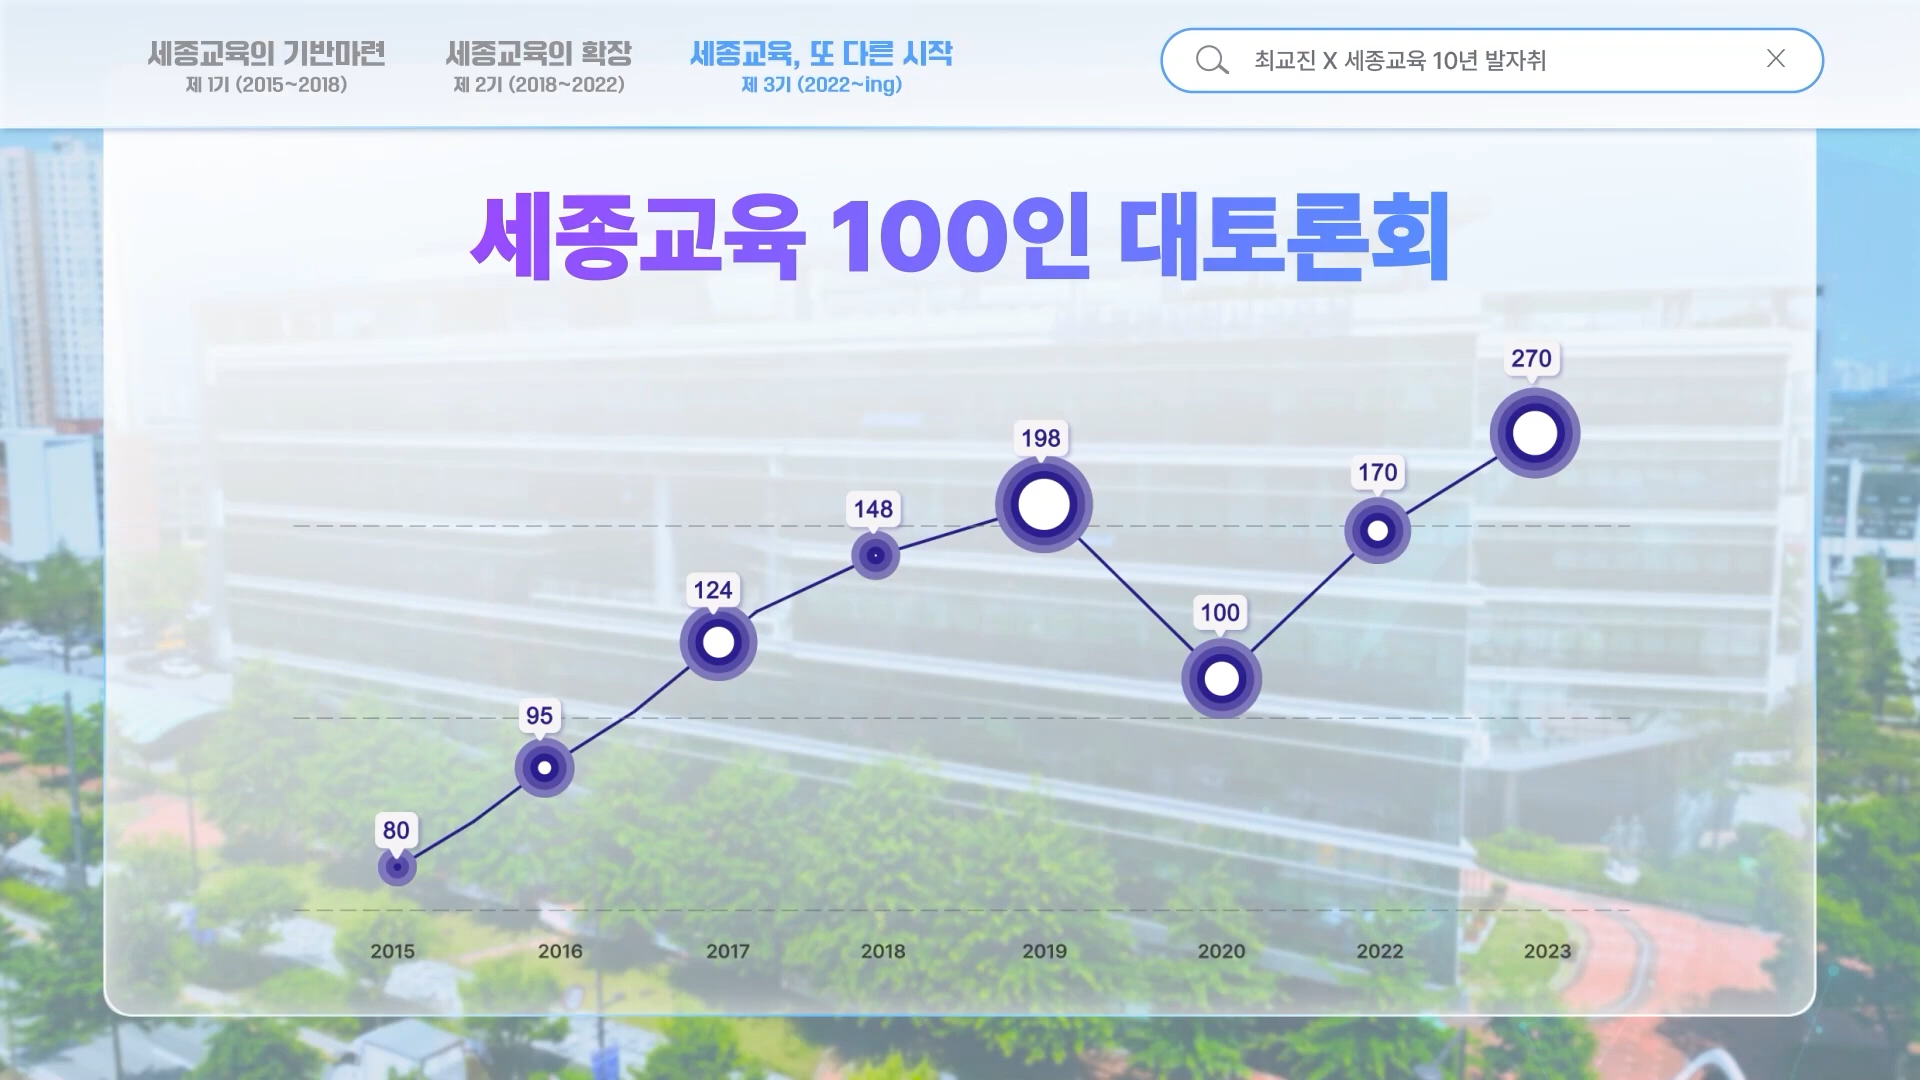 세종교육의 기반마련
제 1기 (2015~2018)
세종교육의 확장
제 2기 (2018~2022)
세종교육, 또 다른 시작
제 3기 (2022~ing)
최교진 X 세종교육 10년 발자취
세종교육 100인 대토론회
80
95
124
148
198
100
170
270
2015
2016
2017
2018
2019
2020
2022
2023